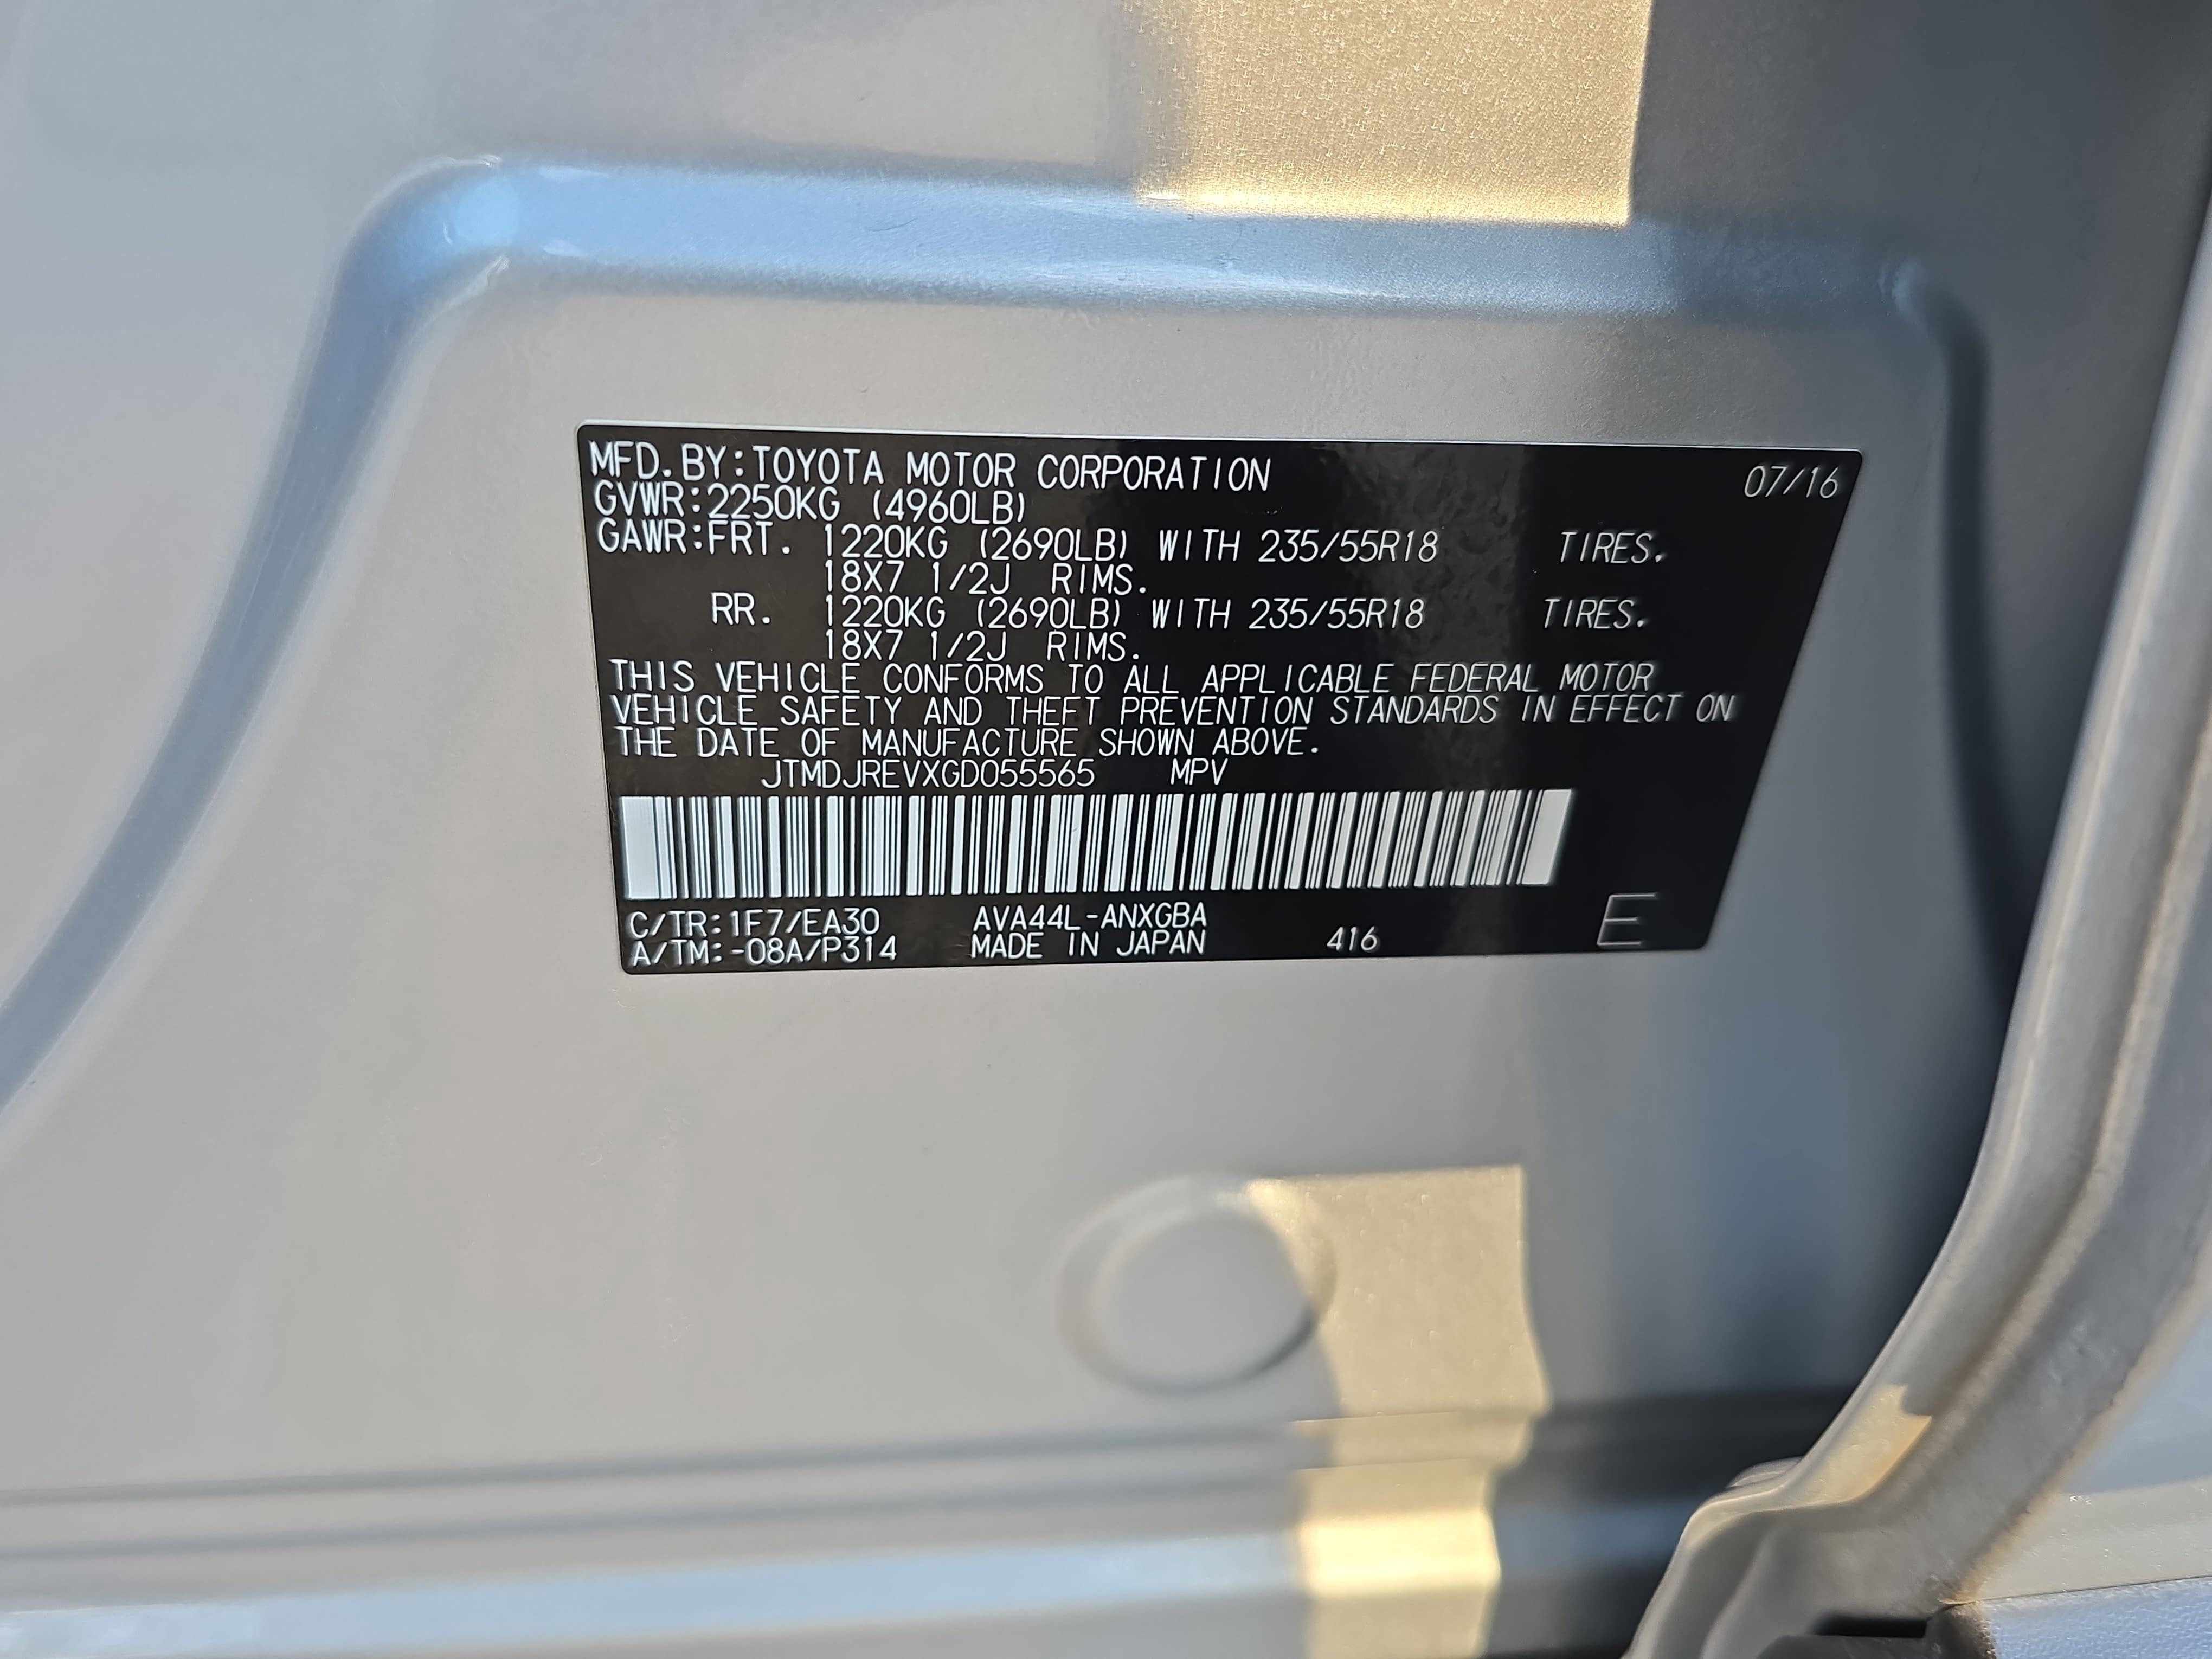 MFD.BY:TOYOTA MOTOR CORPORATION 07/16
GVWR:2250KG (4960LB)
GAWR:FRT. 1220KG (2690LB) WITH 235/55R18 TIRES.
18X7 1/2J RIMS.
RR. 1220KG (2690LB) WITH 235/55R18 TIRES.
18X7 1/2J RIMS.
THIS VEHICLE CONFORMS TO ALL APPLICABLE FEDERAL MOTOR
VEHICLE SAFETY AND THEFT PREVENTION STANDARDS IN EFFECT ON
THE DATE OF MANUFACTURE SHOWN ABOVE.
JTMDJREVXGD055565 MPV
C/TR:1F7/EA30 AVA44L-ANXGBA
A/TM:-08A/P314 MADE IN JAPAN 416 E